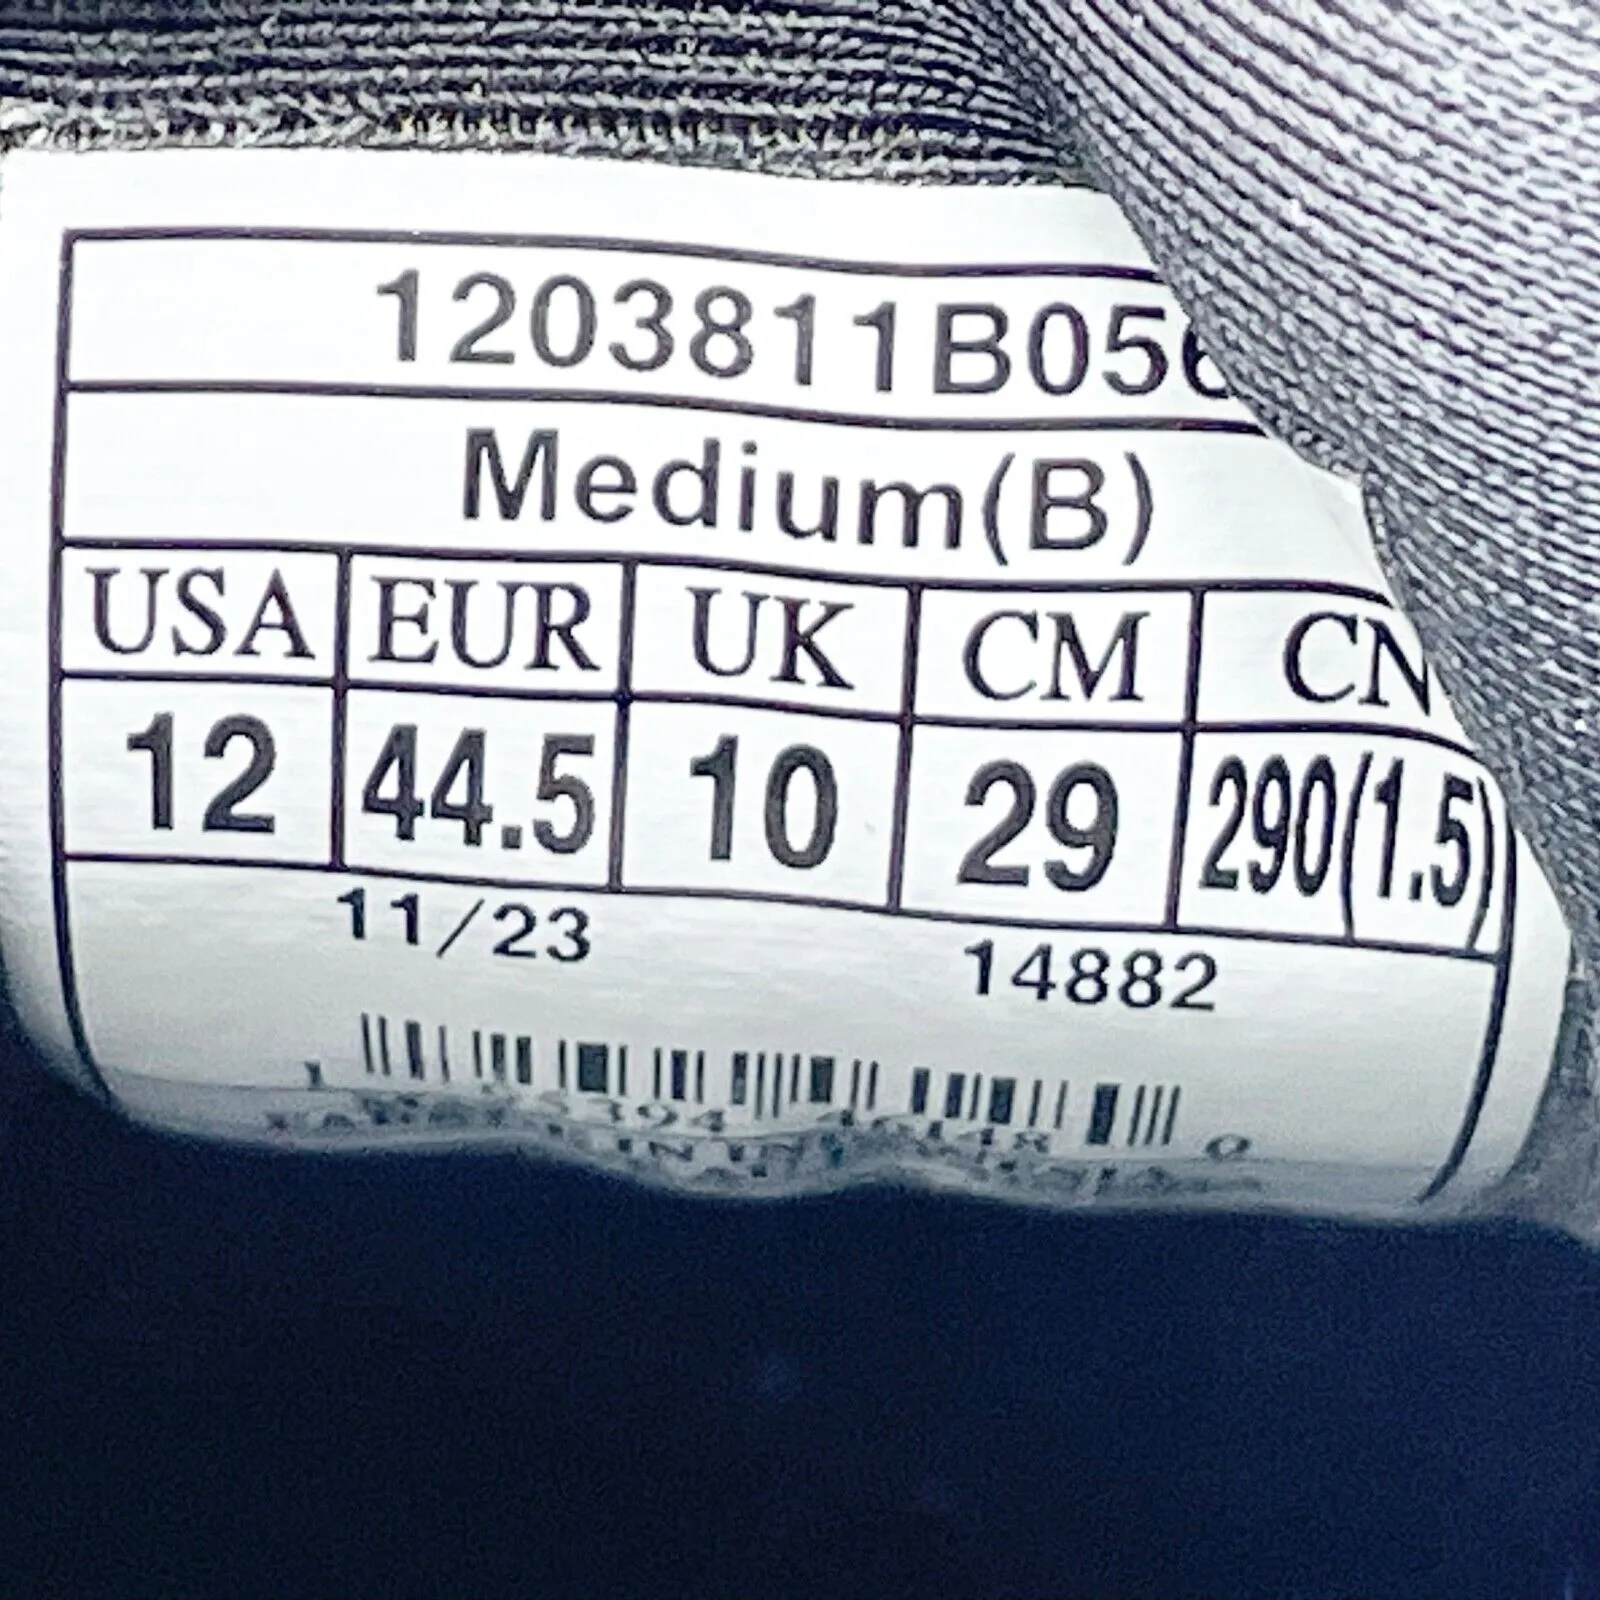 1203811B056
Medium(B)
USA EUR UK CM CN
12 44.5 10 29 290(1.5)
11/23 14882